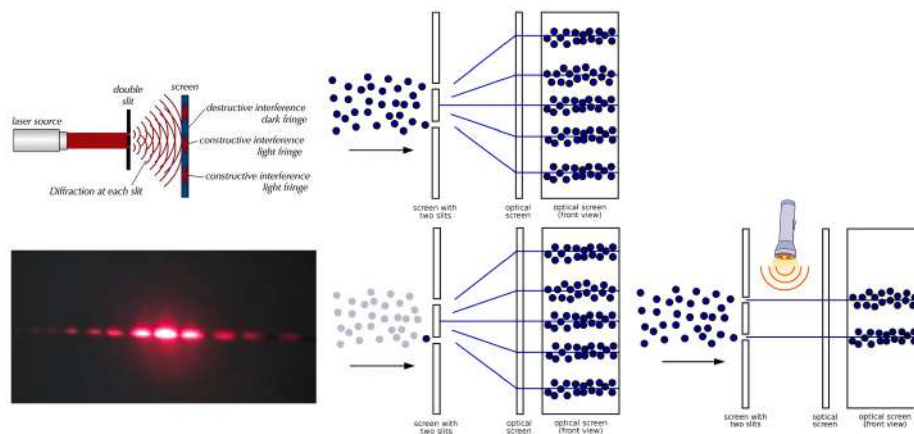 double
slit
screen
laser source
destructive interference
dark fringe
constructive interference
light fringe
constructive interference
light fringe
Diffraction at each slit
screen with
two slits
optical
screen
optical screen
(front view)
screen with
two slits
optical
screen
optical screen
(front view)
screen with
two slits
optical
screen
optical screen
(front view)